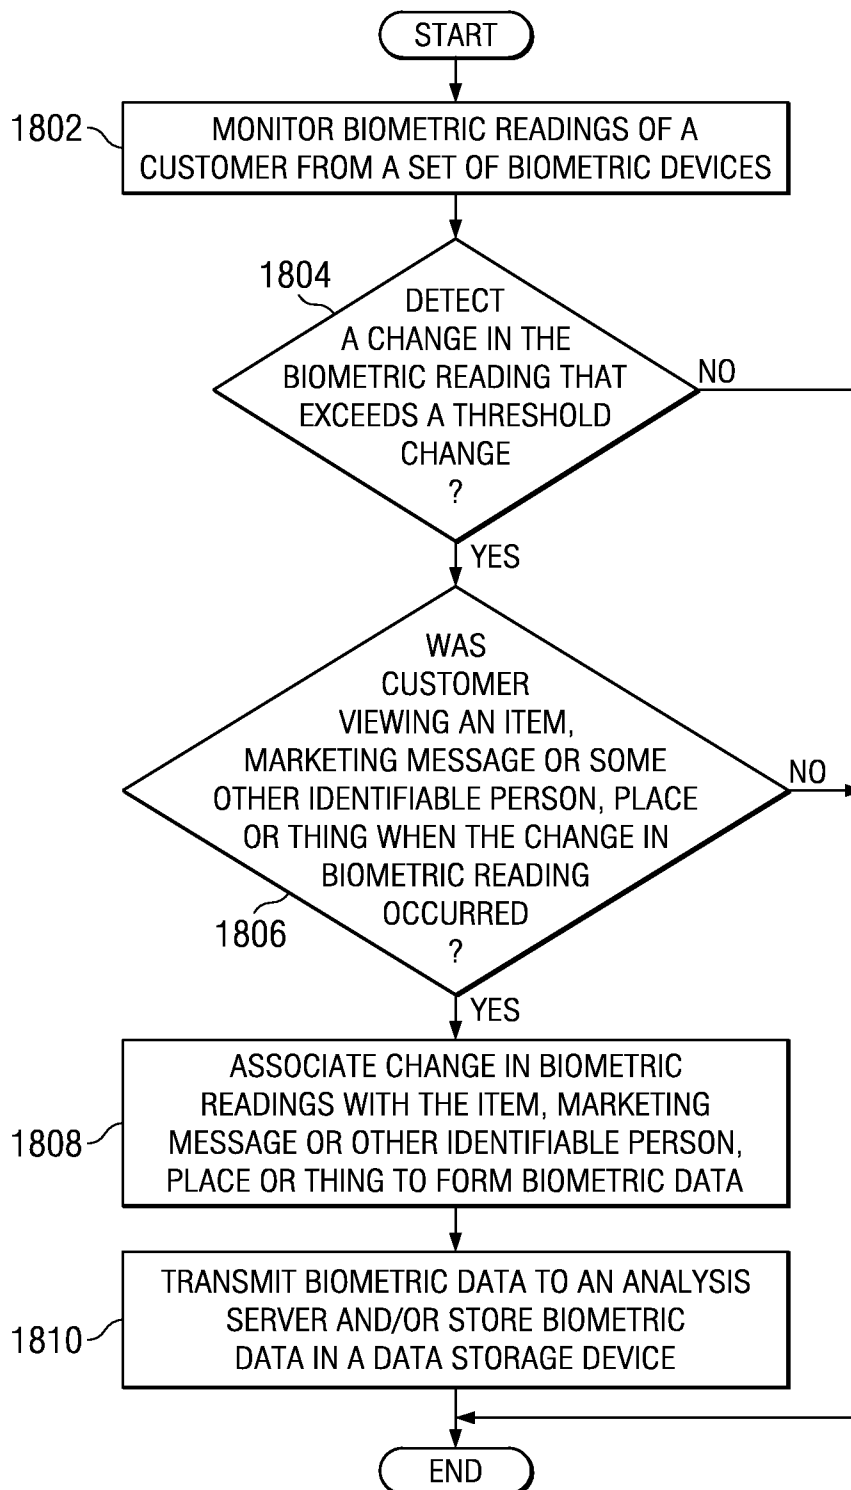 START
1802
MONITOR BIOMETRIC READINGS OF A
CUSTOMER FROM A SET OF BIOMETRIC DEVICES
1804
DETECT
A CHANGE IN THE
BIOMETRIC READING THAT
EXCEEDS A THRESHOLD
CHANGE
?
NO
YES
WAS
CUSTOMER
VIEWING AN ITEM,
MARKETING MESSAGE OR SOME
OTHER IDENTIFIABLE PERSON, PLACE
OR THING WHEN THE CHANGE IN
BIOMETRIC READING
OCCURRED
?
NO
1806
YES
1808
ASSOCIATE CHANGE IN BIOMETRIC
READINGS WITH THE ITEM, MARKETING
MESSAGE OR OTHER IDENTIFIABLE PERSON,
PLACE OR THING TO FORM BIOMETRIC DATA
1810
TRANSMIT BIOMETRIC DATA TO AN ANALYSIS
SERVER AND/OR STORE BIOMETRIC
DATA IN A DATA STORAGE DEVICE
END